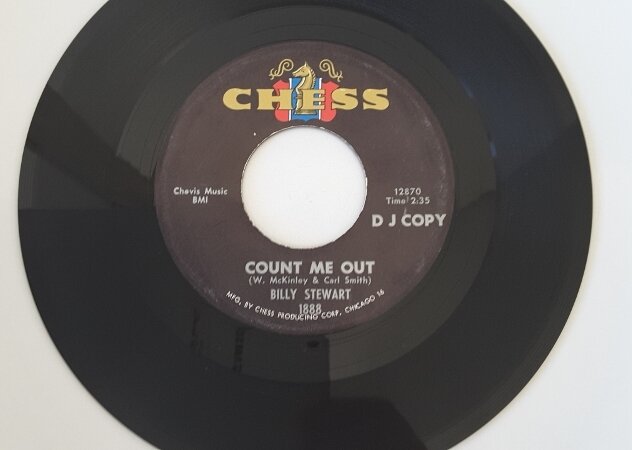 CHESS
Chevis Music
BMI
12870
Time 2:35
D J COPY
COUNT ME OUT
(W. McKinley & Carl Smith)
BILLY STEWART
1888
MFG. BY CHESS PRODUCING CORP. CHICAGO 16